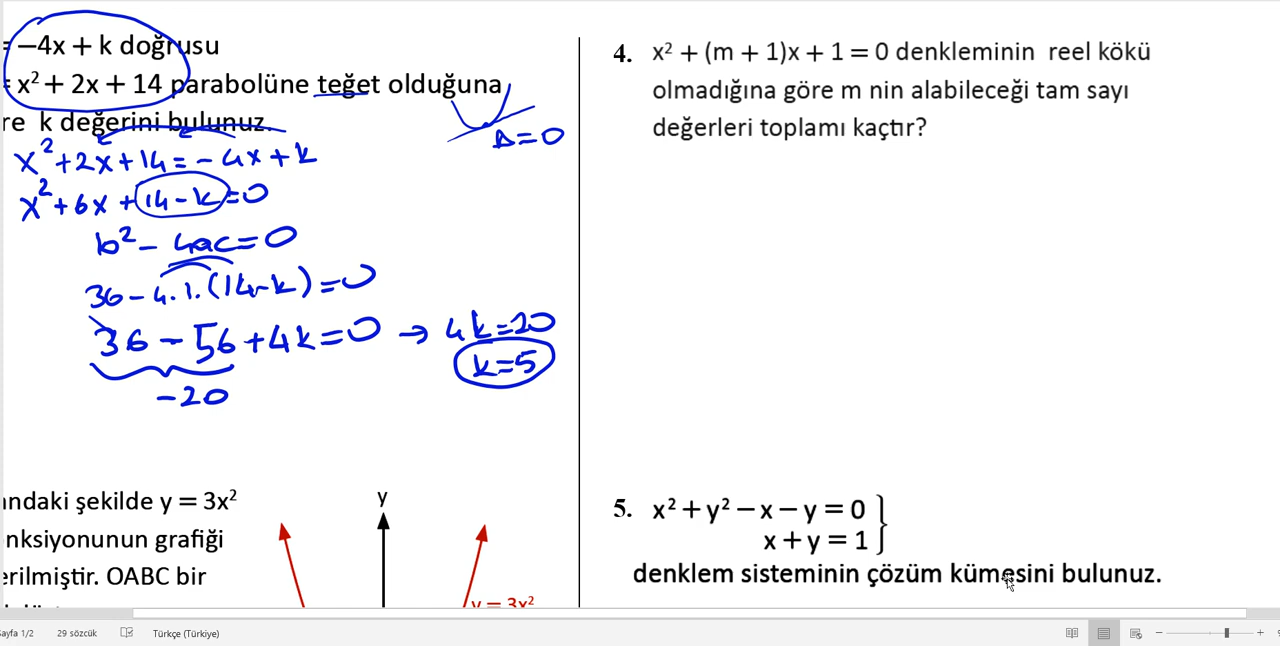 = −4x + k doğrusu
= x² + 2x + 14 parabolüne teğet olduğuna
re k değerini bulunuz.
Δ=0
x²+2x+14=-4x+k
x²+6x+14-k=0
b²-4ac=0
36-4.1.(14-k)=0
36-56+4k=0 → 4k=20
k=5
-20
ndaki şekilde y = 3x²
nksiyonunun grafiği
erilmiştir. OABC bir
y
y = 3x²
4. x² + (m + 1)x + 1 = 0 denkleminin reel kökü
olmadığına göre m nin alabileceği tam sayı
değerleri toplamı kaçtır?
5. x² + y² − x − y = 0
x + y = 1
denklem sisteminin çözüm kümesini bulunuz.
Sayfa 1/2 29 sözcük Türkçe (Türkiye)